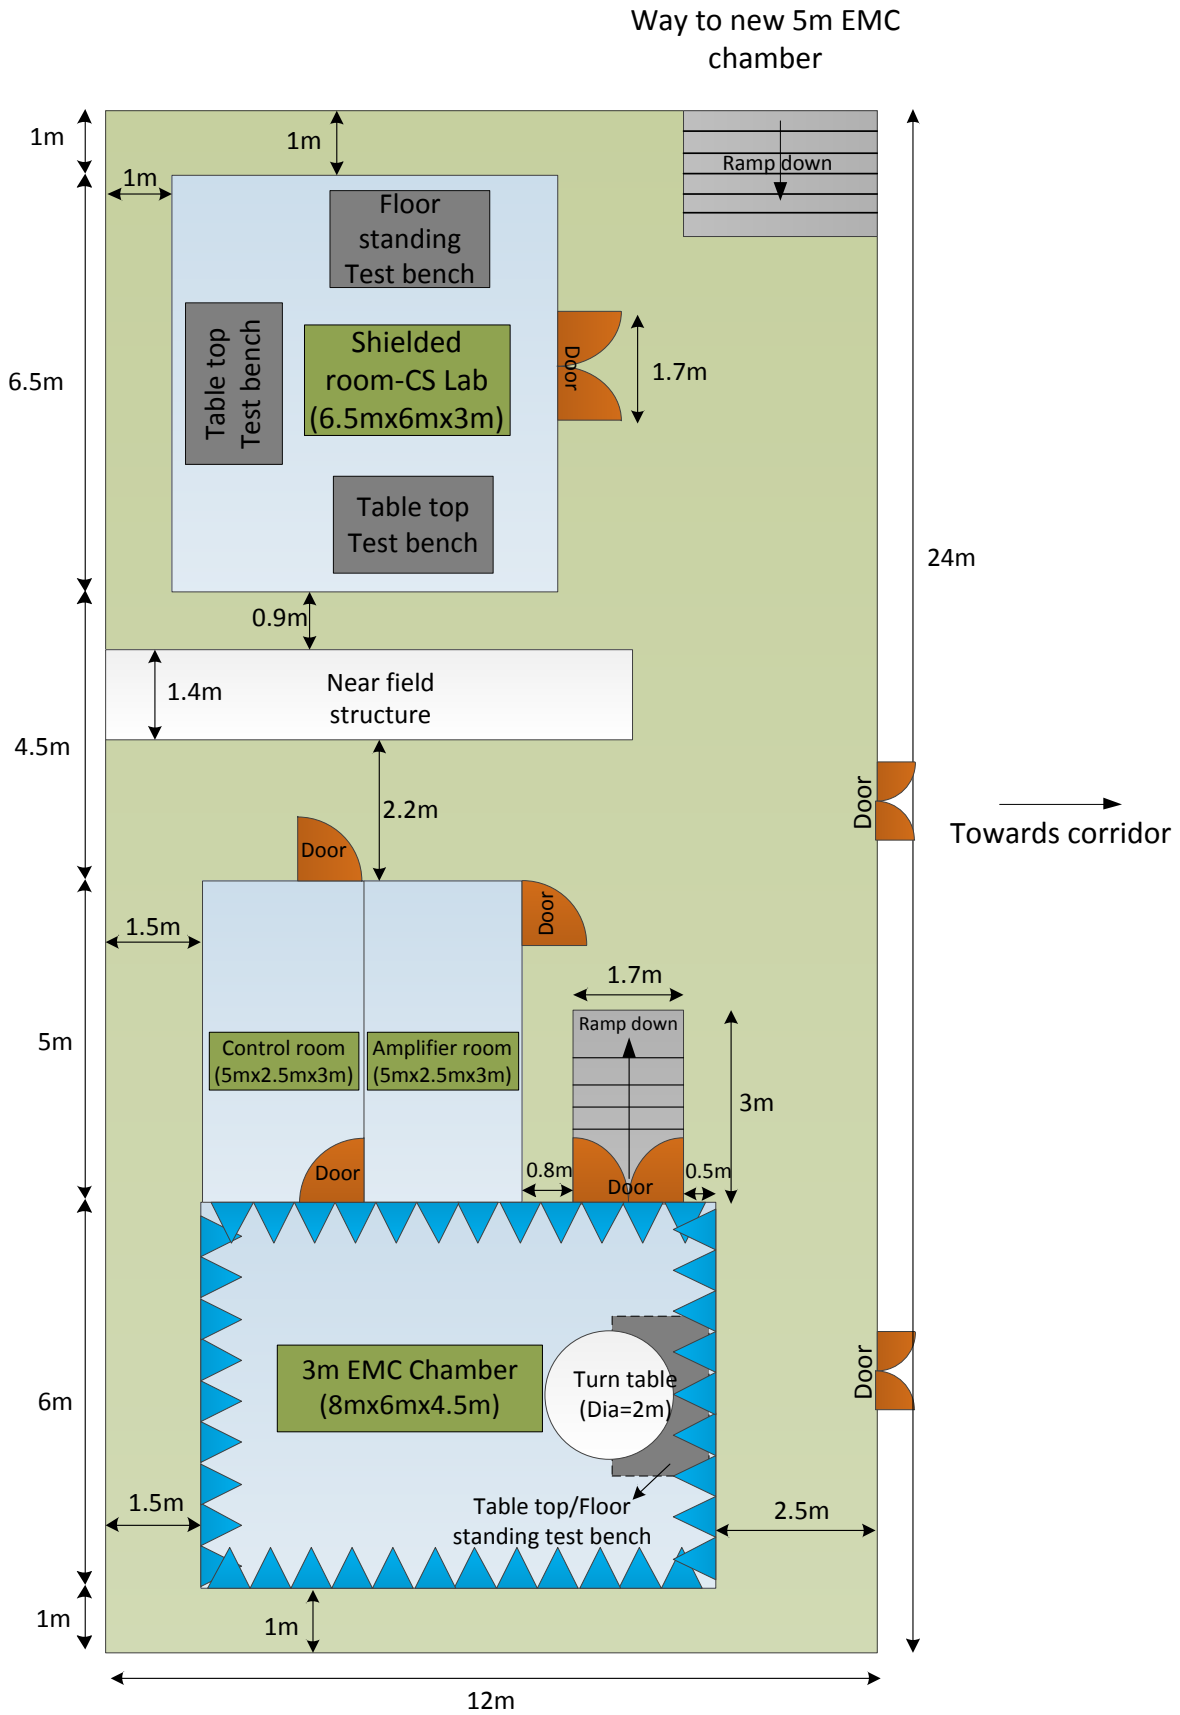 Way to new 5m EMC
chamber
1m
1m
1m
Ramp down
Floor
standing
Test bench
Table top
Test bench
Shielded
room-CS Lab
(6.5mx6mx3m)
Door
1.7m
6.5m
Table top
Test bench
24m
0.9m
Near field
structure
1.4m
4.5m
2.2m
Door
Towards corridor
Door
Door
1.5m
1.7m
Ramp down
Control room
(5mx2.5mx3m)
Amplifier room
(5mx2.5mx3m)
5m
3m
Door
0.8m
Door
0.5m
3m EMC Chamber
(8mx6mx4.5m)
Turn table
(Dia=2m)
Door
6m
1.5m
Table top/Floor
standing test bench
2.5m
1m
1m
12m